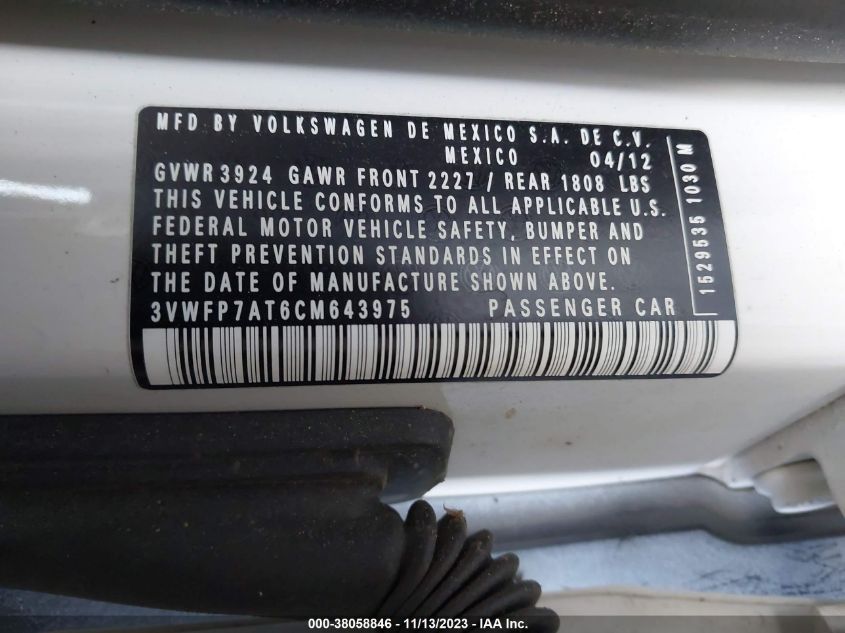 MFD BY VOLKSWAGEN DE MEXICO S.A. DE C.V.
MEXICO 04/12
GVWR 3924 GAWR FRONT 2227 / REAR 1808 LBS
THIS VEHICLE CONFORMS TO ALL APPLICABLE U.S.
FEDERAL MOTOR VEHICLE SAFETY, BUMPER AND
THEFT PREVENTION STANDARDS IN EFFECT ON
THE DATE OF MANUFACTURE SHOWN ABOVE.
3VWFP7AT6CM643975 PASSENGER CAR
1529535 1030 M
000-38058846 - 11/13/2023 - IAA Inc.